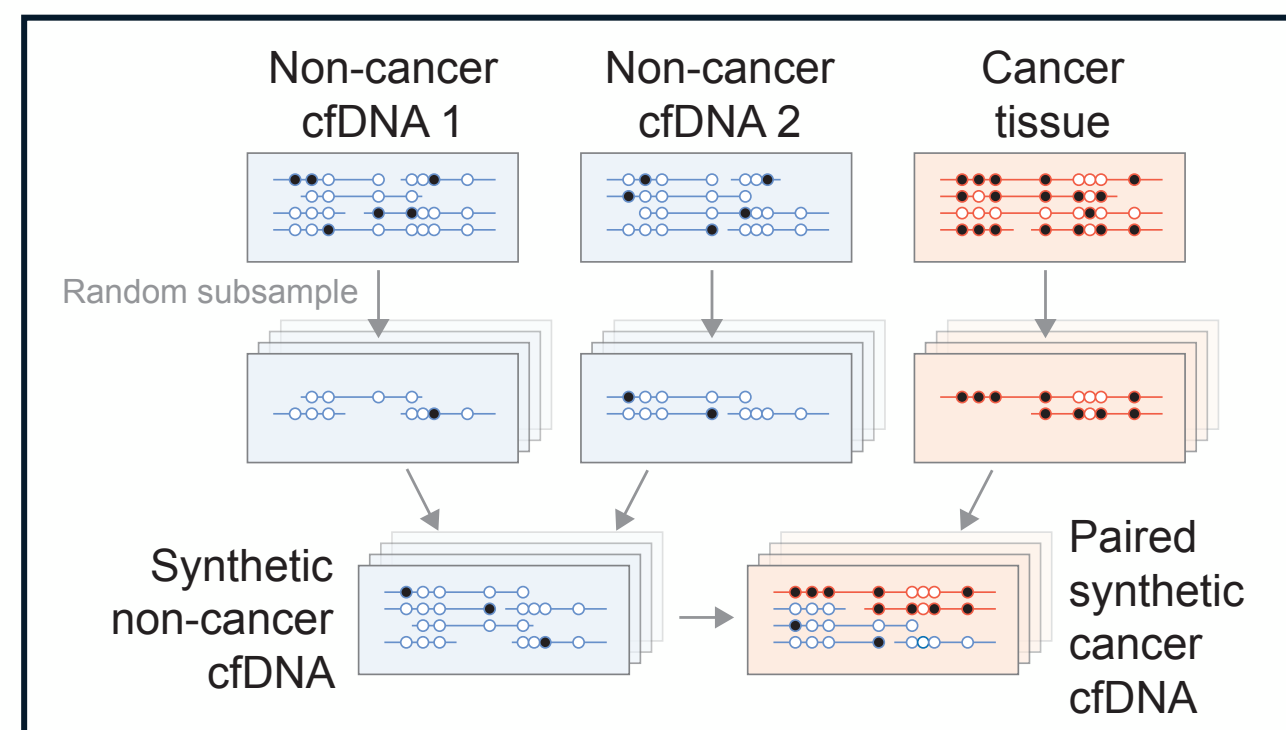 Non-cancer
cfDNA 1
Non-cancer
cfDNA 2
Cancer
tissue
Random subsample
Synthetic
non-cancer
cfDNA
Paired
synthetic
cancer
cfDNA